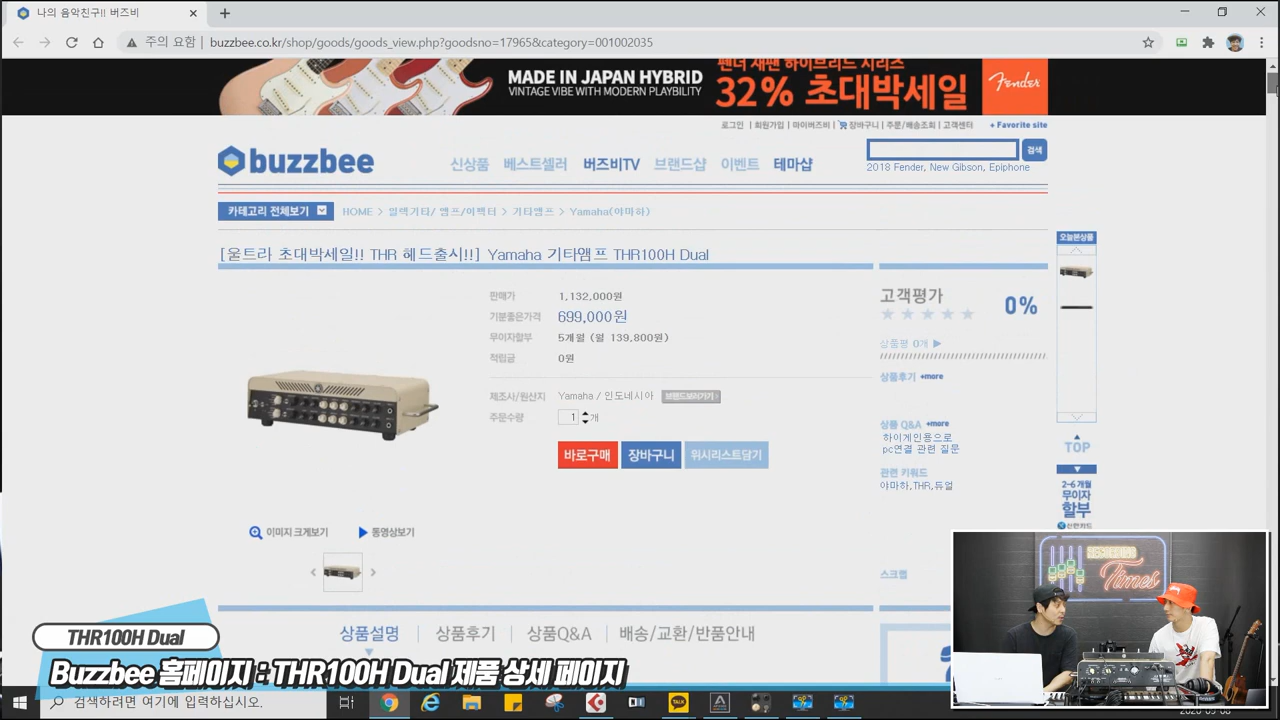 나의 음악친구!! 버즈비
주의 요함 | buzzbee.co.kr/shop/goods/goods_view.php?goodsno=17965&category=001002035
MADE IN JAPAN HYBRID
VINTAGE VIBE WITH MODERN PLAYBILITY
펜더 재팬 하이브리드 시리즈
32% 초대박세일
Fender
로그인 | 회원가입 | 마이버즈비 | 장바구니 | 주문/배송조회 | 고객센터 + Favorite site
buzzbee
신상품 베스트셀러 버즈비TV 브랜드샵 이벤트 테마샵
검색
2018 Fender, New Gibson, Epiphone
카테고리 전체보기
HOME > 일렉기타/ 앰프/이펙터 > 기타앰프 > Yamaha(야마하)
[울트라 초대박세일!! THR 헤드출시!!] Yamaha 기타앰프 THR100H Dual
판매가 1,132,000원
기분좋은가격 699,000원
무이자할부 5개월 (월 139,800원)
적립금 0원
제조사/원산지 Yamaha / 인도네시아 브랜드보러가기 >
주문수량 1 개
바로구매 장바구니 위시리스트담기
이미지 크게보기 동영상보기
고객평가 0%
상품평 0개 ▶
상품후기 +more
상품 Q&A +more
하이게인용으로
pc연결 관련 질문
관련 키워드
야마하,THR,듀얼
스크랩
오늘본상품
TOP
2~6 개월
무이자
할부
신한카드
상품설명 | 상품후기 | 상품Q&A | 배송/교환/반품안내
RECORDING
Times
THR100H Dual
Buzzbee 홈페이지 : THR100H Dual 제품 상세 페이지
검색하려면 여기에 입력하십시오.
TALK
2020-09-08